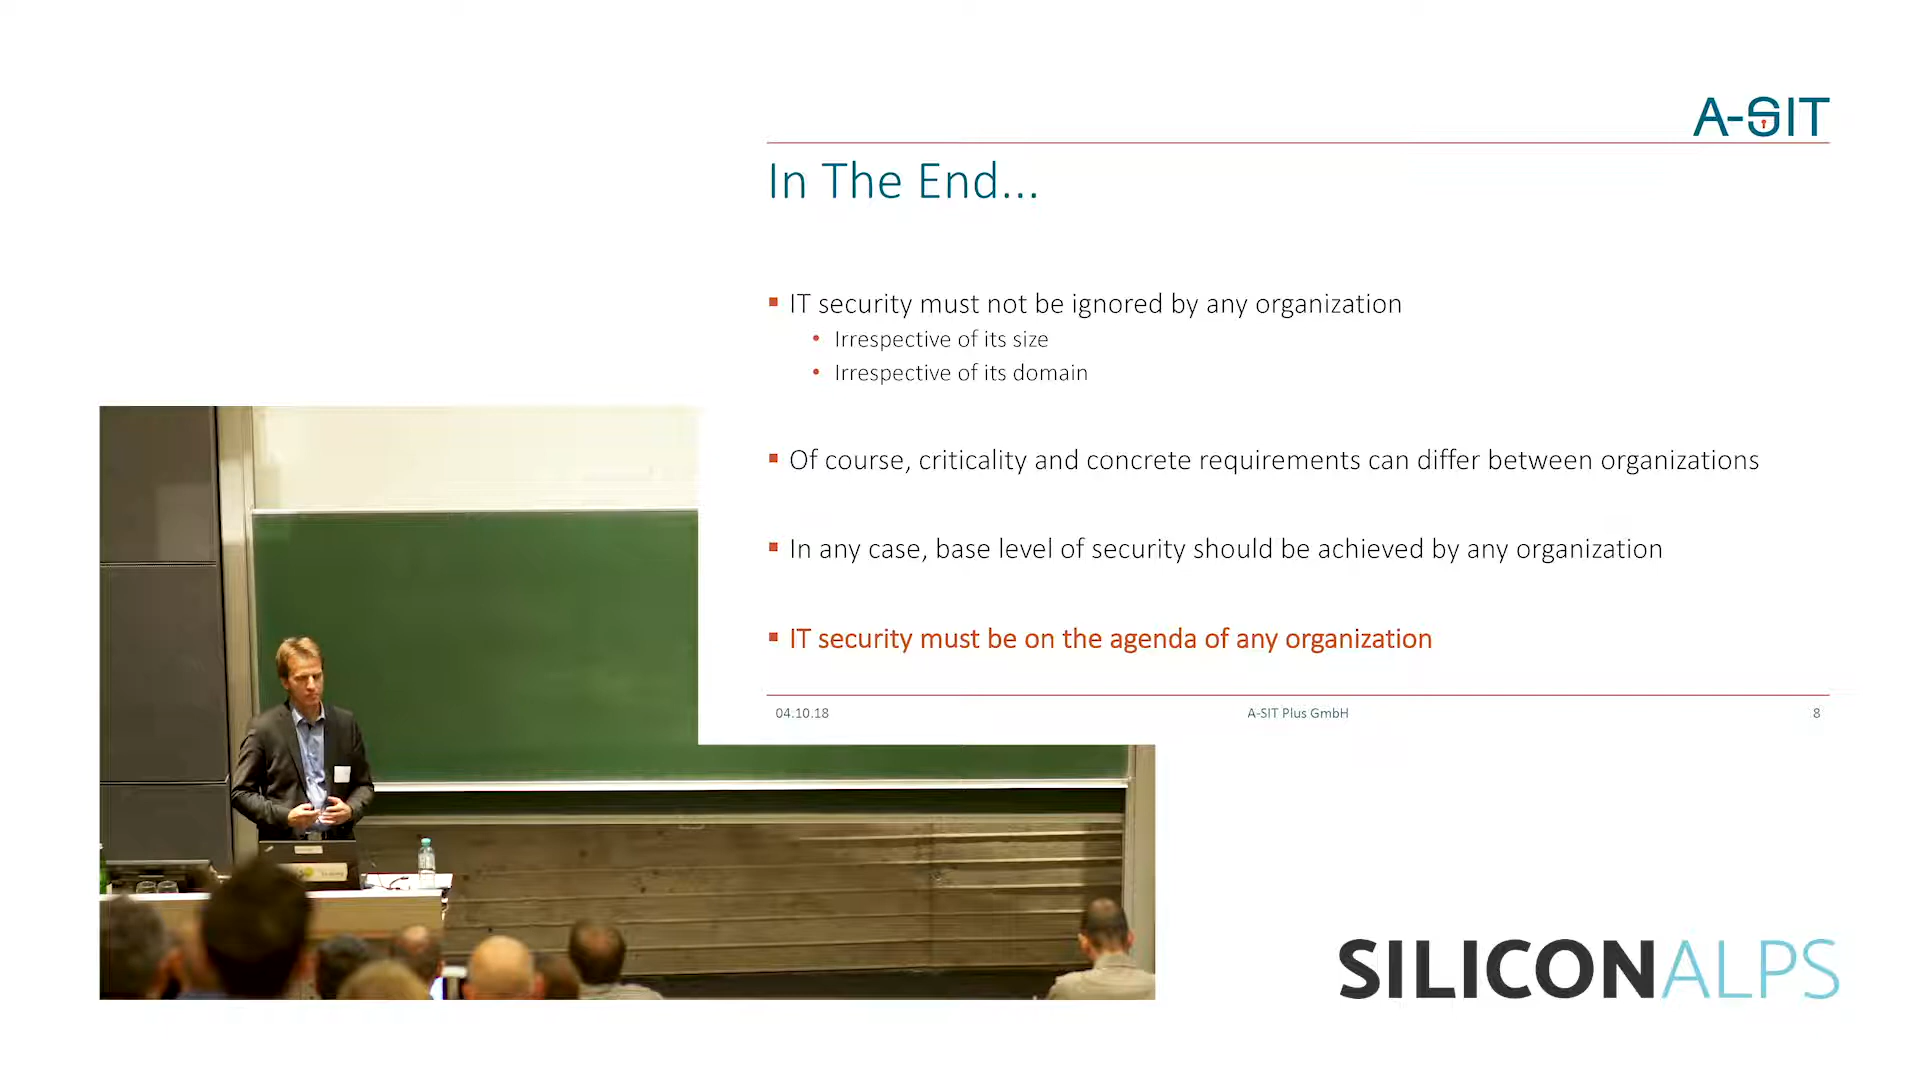 A-SIT
In The End...
IT security must not be ignored by any organization
Irrespective of its size
Irrespective of its domain
Of course, criticality and concrete requirements can differ between organizations
In any case, base level of security should be achieved by any organization
IT security must be on the agenda of any organization
04.10.18 A-SIT Plus GmbH 8
SILICONALPS